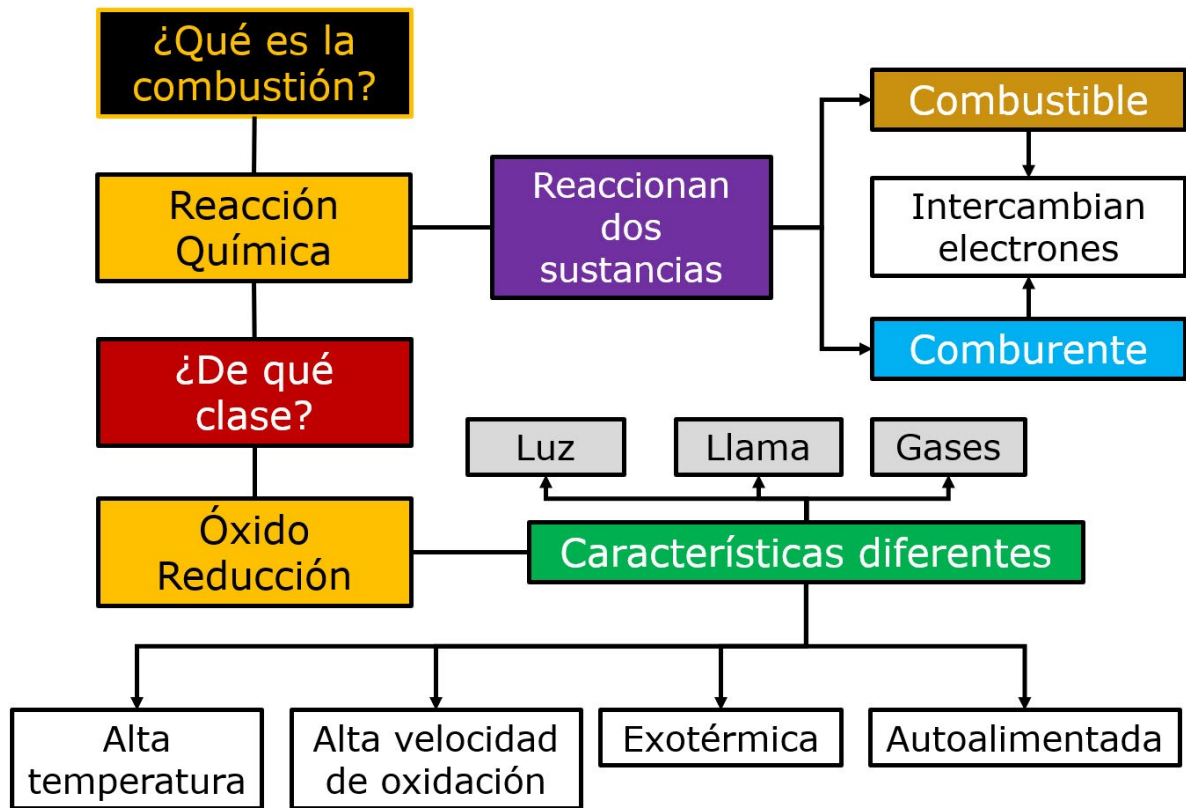 ¿Qué es la
combustión?
Combustible
Reacción
Química
Reaccionan
dos
sustancias
Intercambian
electrones
¿De qué
clase?
Comburente
Luz
Llama
Gases
Óxido
Reducción
Características diferentes
Alta
temperatura
Alta velocidad
de oxidación
Exotérmica
Autoalimentada